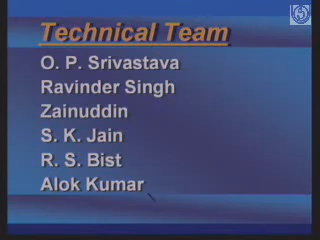 Technical Team
O. P. Srivastava
Ravinder Singh
Zainuddin
S. K. Jain
R. S. Bist
Alok Kumar